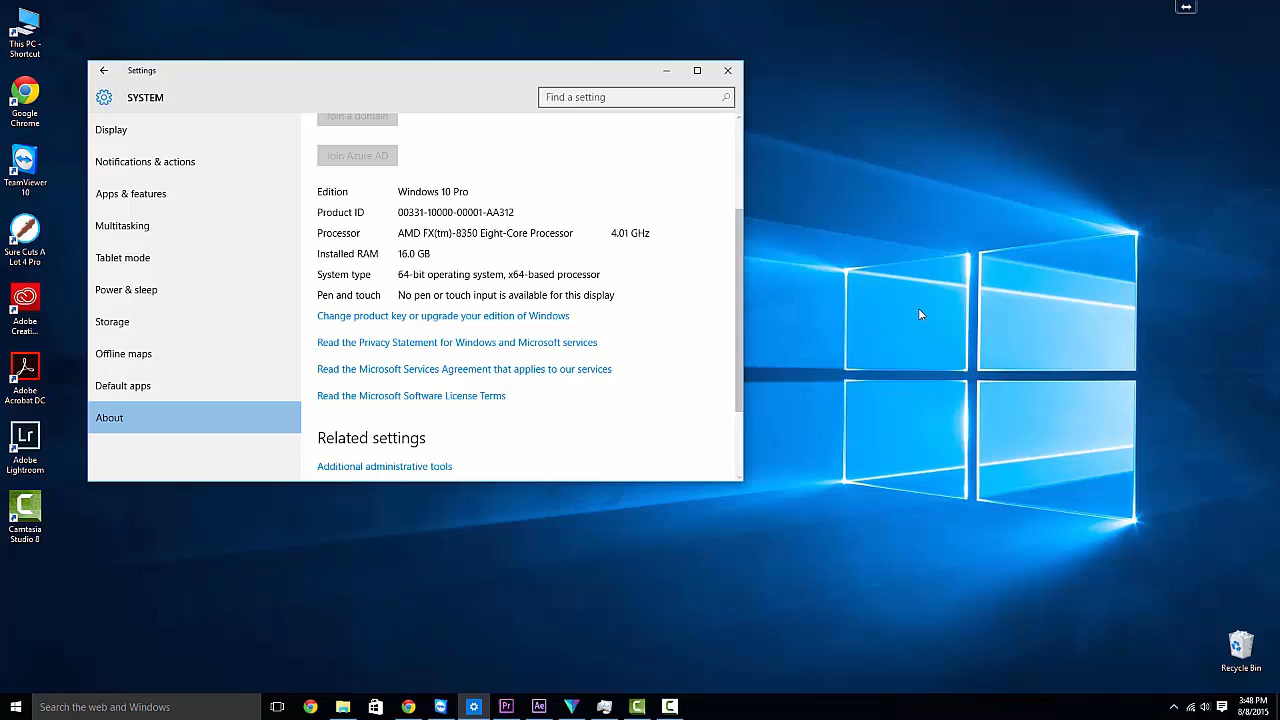 This PC -
Shortcut
Google
Chrome
TeamViewer
10
Sure Cuts A
Lot 4 Pro
Adobe
Creati...
Adobe
Acrobat DC
Lr
Adobe
Lightroom
Camtasia
Studio 8
Settings
SYSTEM
Find a setting
Display
Notifications & actions
Apps & features
Multitasking
Tablet mode
Power & sleep
Storage
Offline maps
Default apps
About
Join a domain
Join Azure AD
Edition Windows 10 Pro
Product ID 00331-10000-00001-AA312
Processor AMD FX(tm)-8350 Eight-Core Processor 4.01 GHz
Installed RAM 16.0 GB
System type 64-bit operating system, x64-based processor
Pen and touch No pen or touch input is available for this display
Change product key or upgrade your edition of Windows
Read the Privacy Statement for Windows and Microsoft services
Read the Microsoft Services Agreement that applies to our services
Read the Microsoft Software License Terms
Related settings
Additional administrative tools
Recycle Bin
Search the web and Windows
Pr
Ae
3:48 PM
8/8/2015